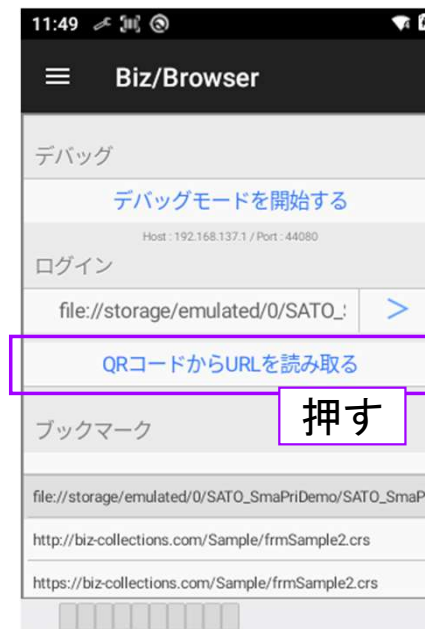 11:49
Biz/Browser
デバッグ
デバッグモードを開始する
Host : 192.168.137.1 / Port : 44080
ログイン
file://storage/emulated/0/SATO_S
>
QRコードからURLを読み取る
押す
ブックマーク
file://storage/emulated/0/SATO_SmaPriDemo/SATO_SmaP
http://biz-collections.com/Sample/frmSample2.crs
https://biz-collections.com/Sample/frmSample2.crs